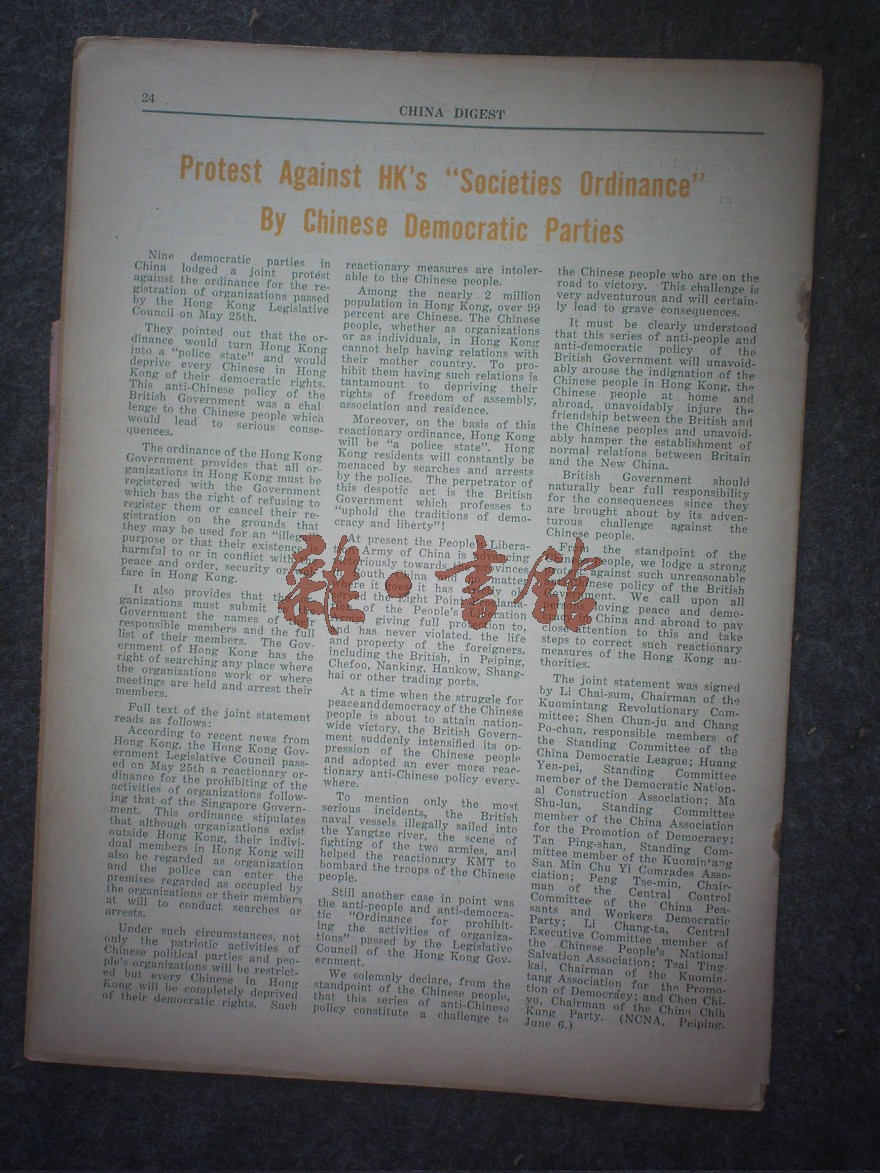 24
CHINA DIGEST
Protest Against HK's "Societies Ordinance"
By Chinese Democratic Parties
Nine democratic parties in
China lodged a joint protest
against the ordinance for the re-
gistration of organizations passed
by the Hong Kong Legislative
Council on May 25th.
They pointed out that the or-
dinance would turn Hong Kong
into a "police state" and would
deprive every Chinese in Hong
Kong of their democratic rights.
This anti-Chinese policy of the
British Government was a chal-
lenge to the Chinese people which
would lead to serious conse-
quences.
The ordinance of the Hong Kong
Government provides that all or-
ganizations in Hong Kong must be
registered with the Government
which has the right of refusing to
register them or cancel their re-
gistration on the grounds that
they may be used for an "illegal"
purpose or that their existence
harmful to or in conflict with
peace and order, security or
fare in Hong Kong.
It also provides that the or-
ganizations must submit to the
Government the names of their
responsible members and the full
list of their members. The Gov-
ernment of Hong Kong has the
right of searching any place where
the organizations work or where
meetings are held and arrest their
members.
Full text of the joint statement
reads as follows:
According to recent news from
Hong Kong, the Hong Kong Gov-
ernment Legislative Council pass-
ed on May 25th a reactionary or-
dinance for the prohibiting of the
activities of organizations follow-
ing that of the Singapore Govern-
ment. This ordinance stipulates
that although organizations exist
outside Hong Kong, their indivi-
dual members in Hong Kong will
also be regarded as organization
and the police can enter the
premises regarded as occupied by
the organizations or their members
at will to conduct searches or
arrests.
Under such circumstances, not
only the patriotic activities of
Chinese political parties and peo-
ple's organizations will be restrict-
ed but every Chinese in Hong
Kong will be completely deprived
of their democratic rights. Such
reactionary measures are intoler-
able to the Chinese people.
Among the nearly 2 million
population in Hong Kong, over 99
percent are Chinese. The Chinese
people, whether as organizations
or as individuals, in Hong Kong
cannot help having relations with
their mother country. To pro-
hibit them having such relations is
tantamount to depriving their
rights of freedom of assembly,
association and residence.
Moreover, on the basis of this
reactionary ordinance, Hong Kong
will be "a police state". Hong
Kong residents will constantly be
menaced by searches and arrests
by the police. The perpetrator of
this despotic act is the British
Government which professes to
"uphold the traditions of demo-
cracy and liberty"!
At present the People's Libera-
tion Army of China is advancing
victoriously towards the provinces
South China and no matter
where it goes it has
the Eight Point
of the People's Liberation
giving full protection to,
and has never violated, the life
and property of the foreigners,
including the British, in Peiping,
Chefoo, Nanking, Hankow, Shang-
hai or other trading ports.
At a time when the struggle for
peace and democracy of the Chinese
people is about to attain nation-
wide victory, the British Govern-
ment suddenly intensified its op-
pression of the Chinese people
and adopted an ever more reac-
tionary anti-Chinese policy every-
where.
To mention only the most
serious incidents, the British
naval vessels illegally sailed into
the Yangtze river, the scene of
fighting of the two armies, and
helped the reactionary KMT to
bombard the troops of the Chinese
people.
Still another case in point was
the anti-people and anti-democra-
tic "Ordinance for prohibit-
ing the activities of organiza-
tions" passed by the Legislative
Council of the Hong Kong Gov-
ernment.
We solemnly declare, from the
standpoint of the Chinese people,
that this series of anti-Chinese
policy constitute a challenge to
the Chinese people who are on the
road to victory. This challenge is
very adventurous and will certain-
ly lead to grave consequences.
It must be clearly understood
that this series of anti-people and
anti-democratic policy of the
British Government will unavoid-
ably arouse the indignation of the
Chinese people in Hong Kong, the
Chinese people at home and
abroad, unavoidably injure the
friendship between the British and
the Chinese peoples and unavoid-
ably hamper the establishment of
normal relations between Britain
and the New China.
British Government should
naturally bear full responsibility
for the consequences since they
are brought about by its adven-
turous challenge against the
Chinese people.
From the standpoint of the
Chinese people, we lodge a strong
protest against such unreasonable
Chinese policy of the British
Government. We call upon all
persons loving peace and demo-
cracy in China and abroad to pay
close attention to this and take
steps to correct such reactionary
measures of the Hong Kong au-
thorities.
The joint statement was signed
by Li Chai-sum, Chairman of the
Kuomintang Revolutionary Com-
mittee; Shen Chun-ju and Chang
Po-chun, responsible members of
the Standing Committee of the
China Democratic League; Huang
Yen-pei, Standing Committee
member of the Democratic Nation-
al Construction Association; Ma
Shu-lun, Standing Committee
member of the China Association
for the Promotion of Democracy;
Tan Ping-shan, Standing Com-
mittee member of the Kuomintang
San Min Chu Yi Comrades Asso-
ciation; Peng Tse-min, Chair-
man of the Central Control
Committee of the China Pea-
sants and Workers Democratic
Party; Li Chang-ta, Central
Executive Committee member of
the Chinese People's National
Salvation Association; Tsai Ting-
kai, Chairman of the Kuomin-
tang Association for the Promo-
tion of Democracy; and Chen Chi-
yu, Chairman of the China Chih
Kung Party. (NCNA, Peiping,
June 6.)